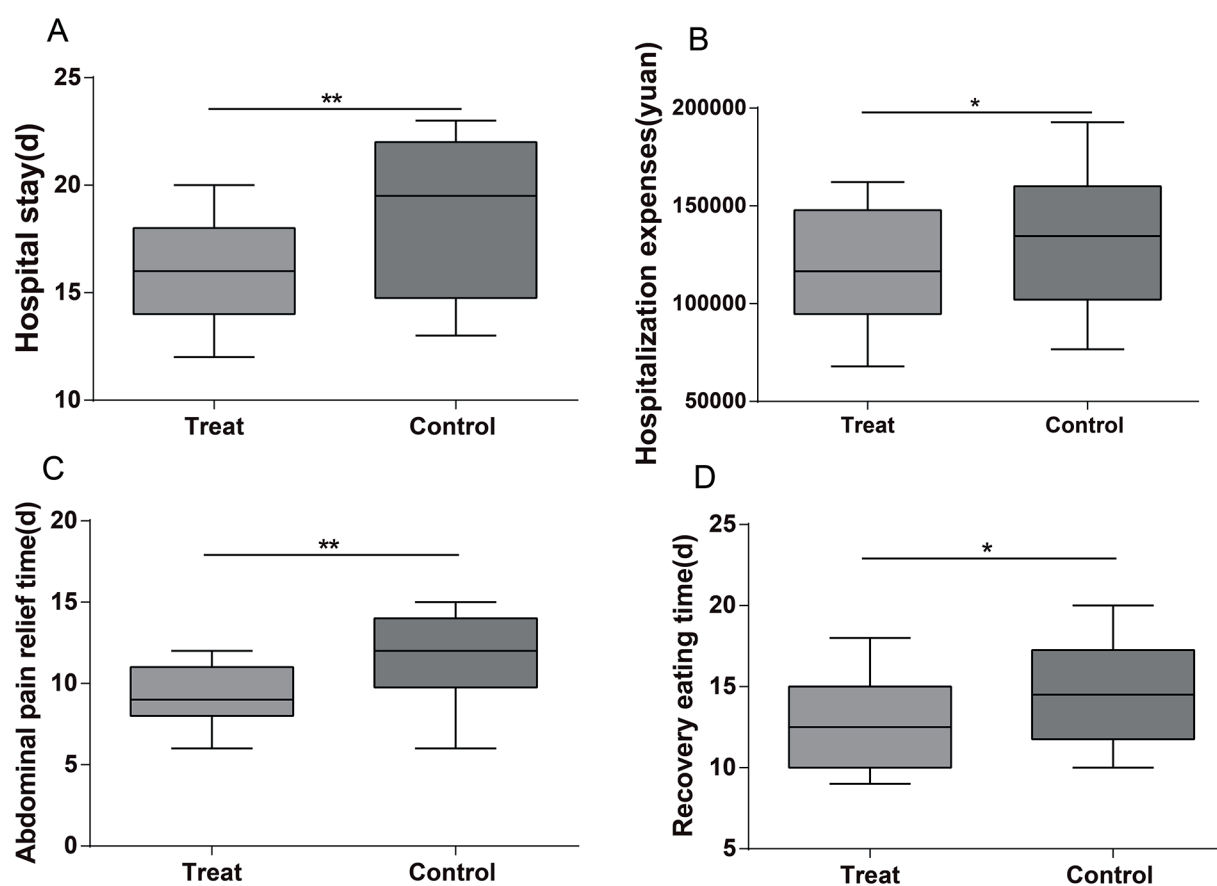 A
Hospital stay(d)
25
20
15
10
**
Treat
Control
B
Hospitalization expenses(yuan)
200000
150000
100000
50000
*
Treat
Control
C
Abdominal pain relief time(d)
20
15
10
5
0
**
Treat
Control
D
Recovery eating time(d)
25
20
15
10
5
*
Treat
Control